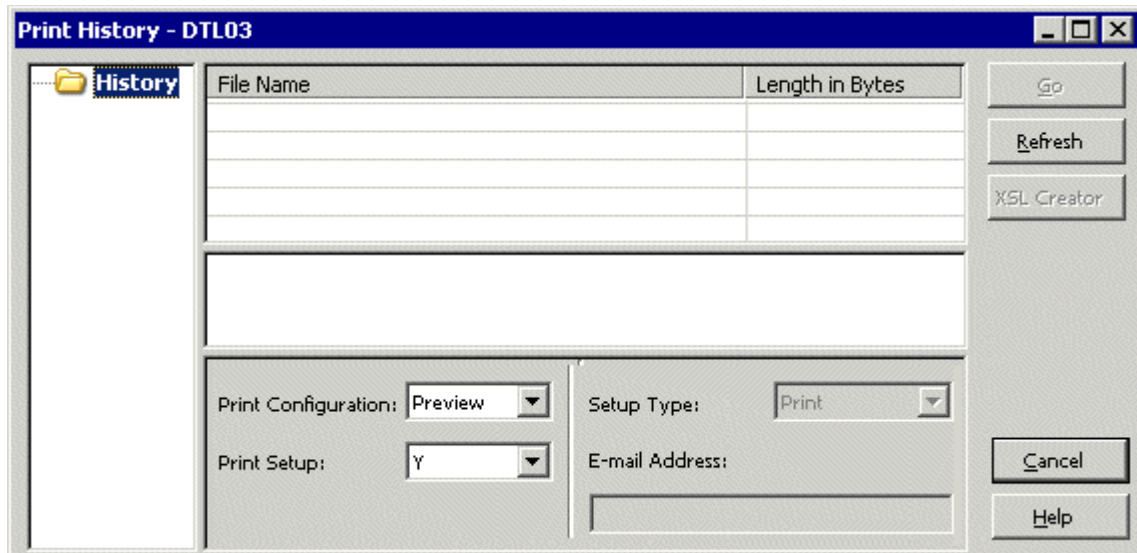 Print History - DTL03
History
File Name Length in Bytes
Go
Refresh
XSL Creator
Print Configuration: Preview
Setup Type: Print
Print Setup: Y
E-mail Address:
Cancel
Help